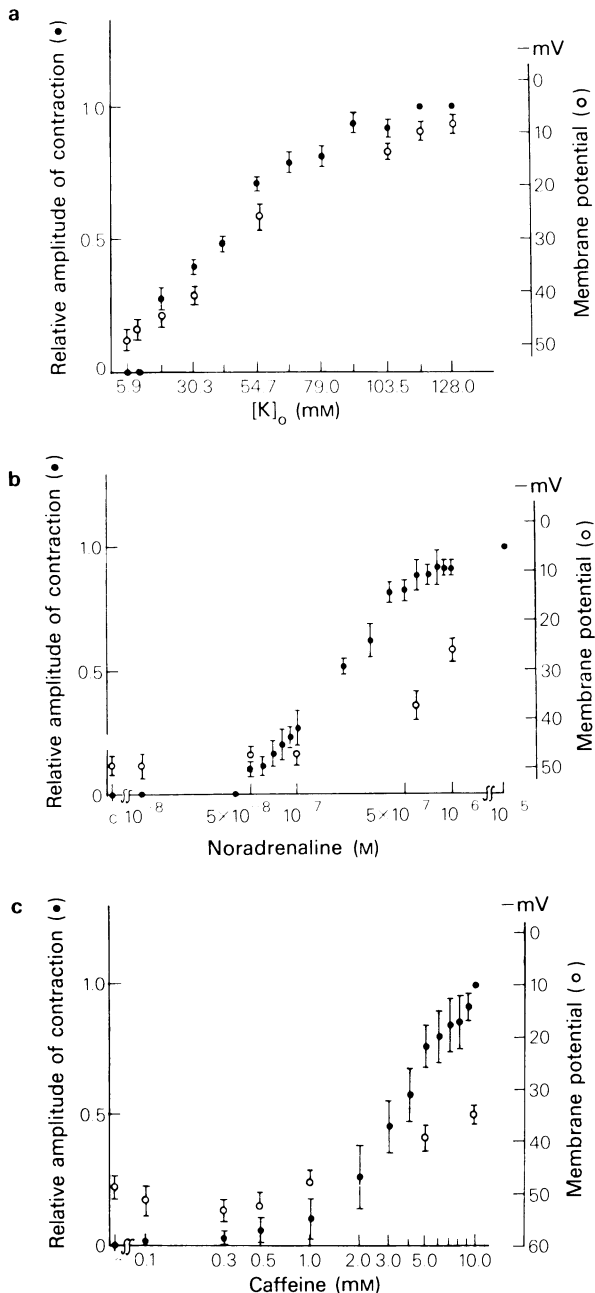 a
Relative amplitude of contraction (●)
1.0
0.5
0
−mV
0
10
20
30
40
50
Membrane potential (o)
5.9 30.3 54.7 79.0 103.5 128.0
[K]o (mM)
b
Relative amplitude of contraction (●)
1.0
0.5
0
−mV
0
10
20
30
40
50
Membrane potential (o)
c 10⁻⁸ 5×10⁻⁸ 10⁻⁷ 5×10⁻⁷ 10⁻⁶ 10⁻⁵
Noradrenaline (M)
c
Relative amplitude of contraction (●)
1.0
0.5
0
−mV
0
10
20
30
40
50
60
Membrane potential (o)
0.1 0.3 0.5 1.0 2.0 3.0 5.0 10.0
Caffeine (mM)